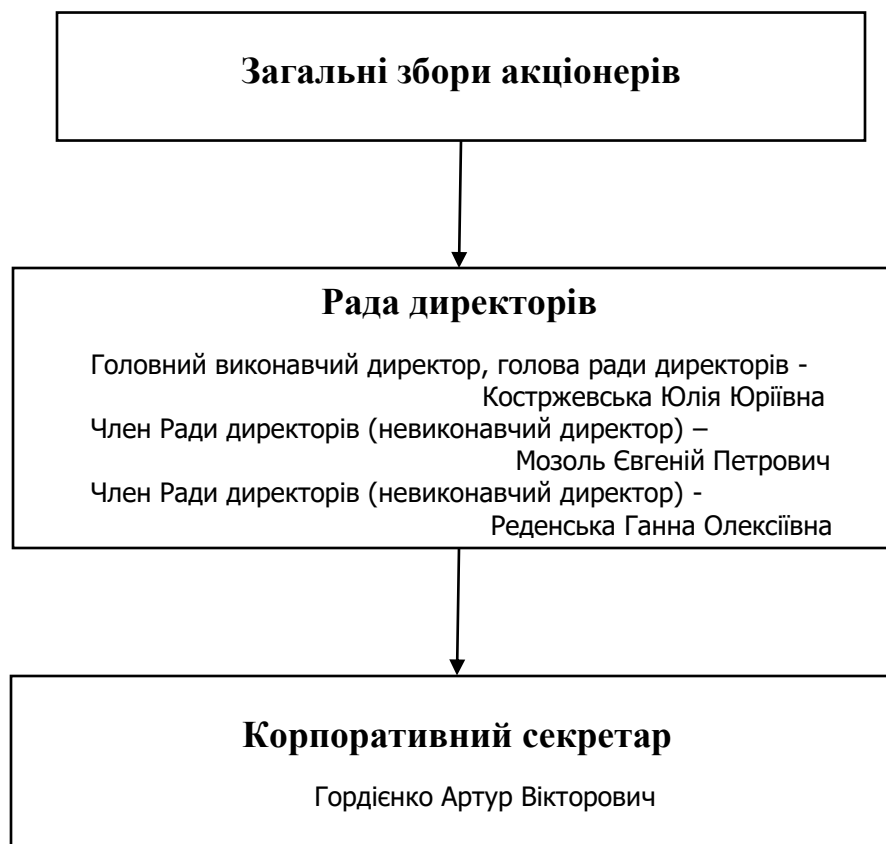 Загальні збори акціонерів
Рада директорів
Головний виконавчий директор, голова ради директорів -
Костржевська Юлія Юріївна
Член Ради директорів (невиконавчий директор) –
Мозоль Євгеній Петрович
Член Ради директорів (невиконавчий директор) -
Реденська Ганна Олексіївна
Корпоративний секретар
Гордієнко Артур Вікторович